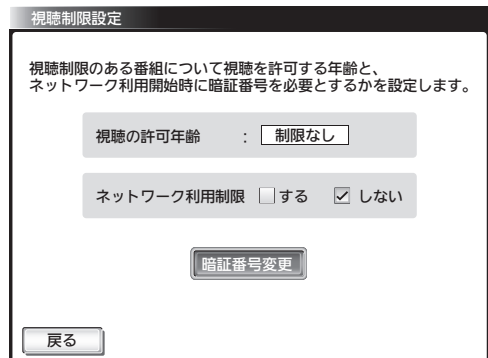 視聴制限設定
視聴制限のある番組について視聴を許可する年齢と、
ネットワーク利用開始時に暗証番号を必要とするかを設定します。
視聴の許可年齢 : 制限なし
ネットワーク利用制限 する しない
暗証番号変更
戻る